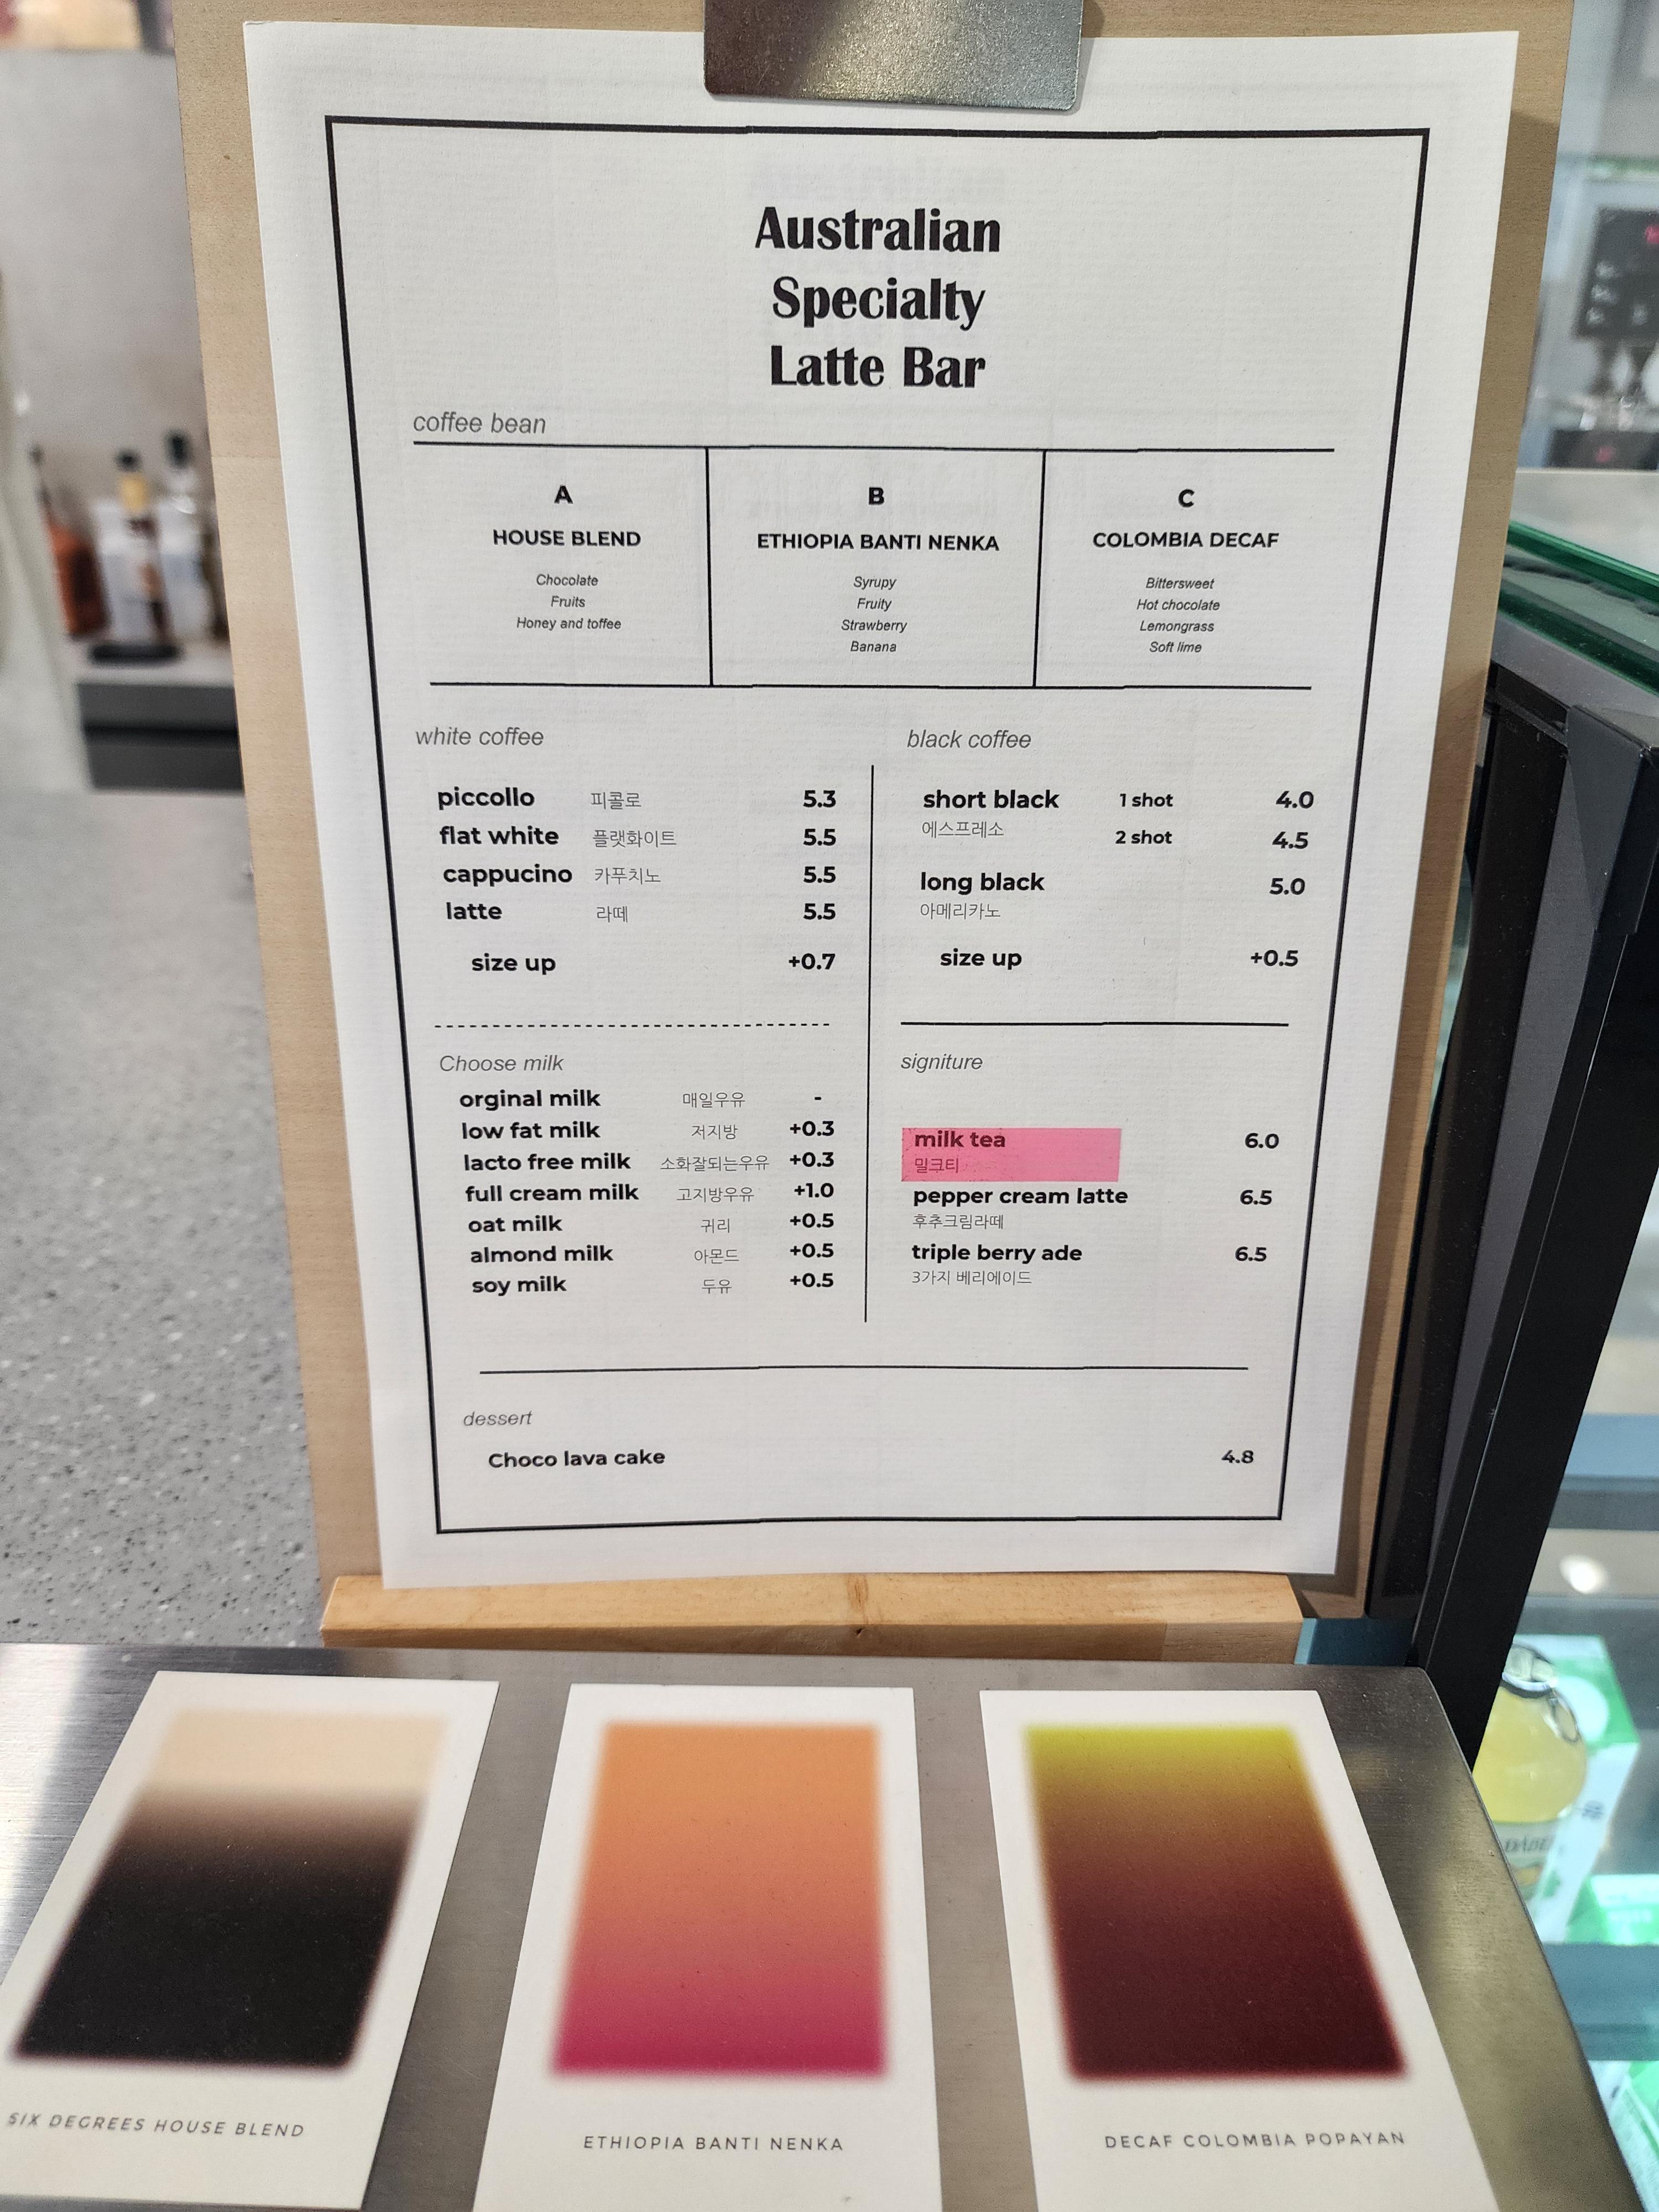 Australian
Specialty
Latte Bar
coffee bean
A
HOUSE BLEND
Chocolate
Fruits
Honey and toffee
B
ETHIOPIA BANTI NENKA
Syrupy
Fruity
Strawberry
Banana
C
COLOMBIA DECAF
Bittersweet
Hot chocolate
Lemongrass
Soft lime
white coffee
piccollo 피콜로 5.3
flat white 플랫화이트 5.5
cappucino 카푸치노 5.5
latte 라떼 5.5
size up +0.7
Choose milk
orginal milk 매일우유 -
low fat milk 저지방 +0.3
lacto free milk 소화잘되는우유 +0.3
full cream milk 고지방우유 +1.0
oat milk 귀리 +0.5
almond milk 아몬드 +0.5
soy milk 두유 +0.5
black coffee
short black 1 shot 4.0
에스프레소 2 shot 4.5
long black 5.0
아메리카노
size up +0.5
signiture
milk tea 6.0
밀크티
pepper cream latte 6.5
후추크림라떼
triple berry ade 6.5
3가지 베리에이드
dessert
Choco lava cake 4.8
SIX DEGREES HOUSE BLEND
ETHIOPIA BANTI NENKA
DECAF COLOMBIA POPAYAN